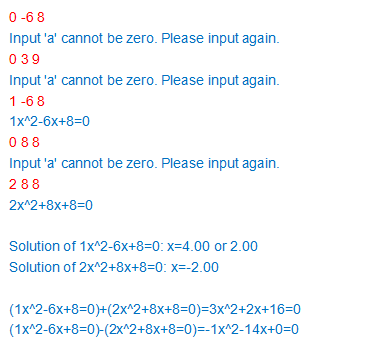 0 -6 8
Input 'a' cannot be zero. Please input again.
0 3 9
Input 'a' cannot be zero. Please input again.
1 -6 8
1x^2-6x+8=0
0 8 8
Input 'a' cannot be zero. Please input again.
2 8 8
2x^2+8x+8=0
Solution of 1x^2-6x+8=0: x=4.00 or 2.00
Solution of 2x^2+8x+8=0: x=-2.00
(1x^2-6x+8=0)+(2x^2+8x+8=0)=3x^2+2x+16=0
(1x^2-6x+8=0)-(2x^2+8x+8=0)=-1x^2-14x+0=0